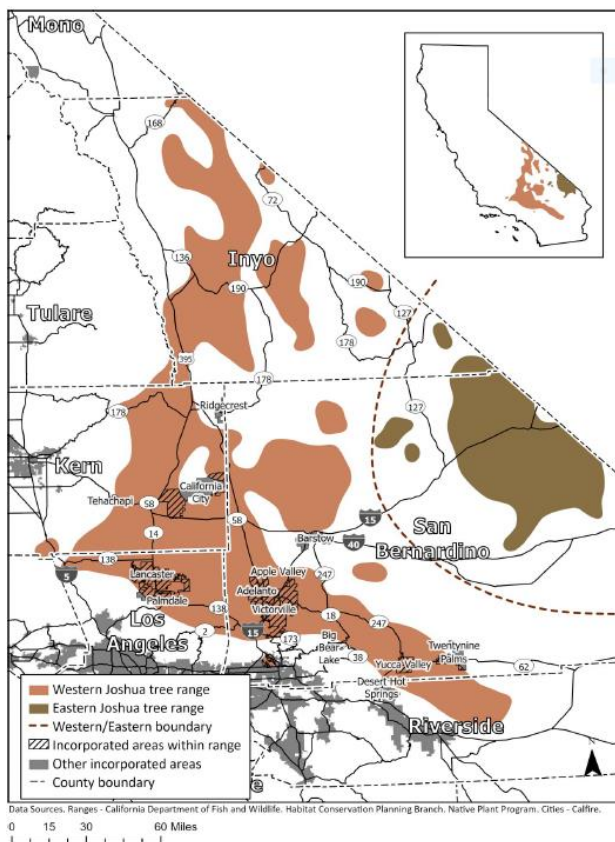 Mono
168
72
136
Inyo
190
190
127
Tulare
178
395
178
127
178
Ridgecrest
Kern
California
City
Tehachapi
58
58
15
14
San
Bernardino
Barstow
40
138
5
247
Apple Valley
Lancaster
Adelanto
Palmdale
138
Victorville
18
247
Los
Angeles
2
15
173
Big
Bear
Lake
38
Twentynine
Palms
Yucca Valley
62
Desert Hot
Springs
Riverside
Western Joshua tree range
Eastern Joshua tree range
Western/Eastern boundary
Incorporated areas within range
Other incorporated areas
County boundary
Data Sources. Ranges - California Department of Fish and Wildlife. Habitat Conservation Planning Branch. Native Plant Program. Cities - Calfire.
0 15 30 60 Miles